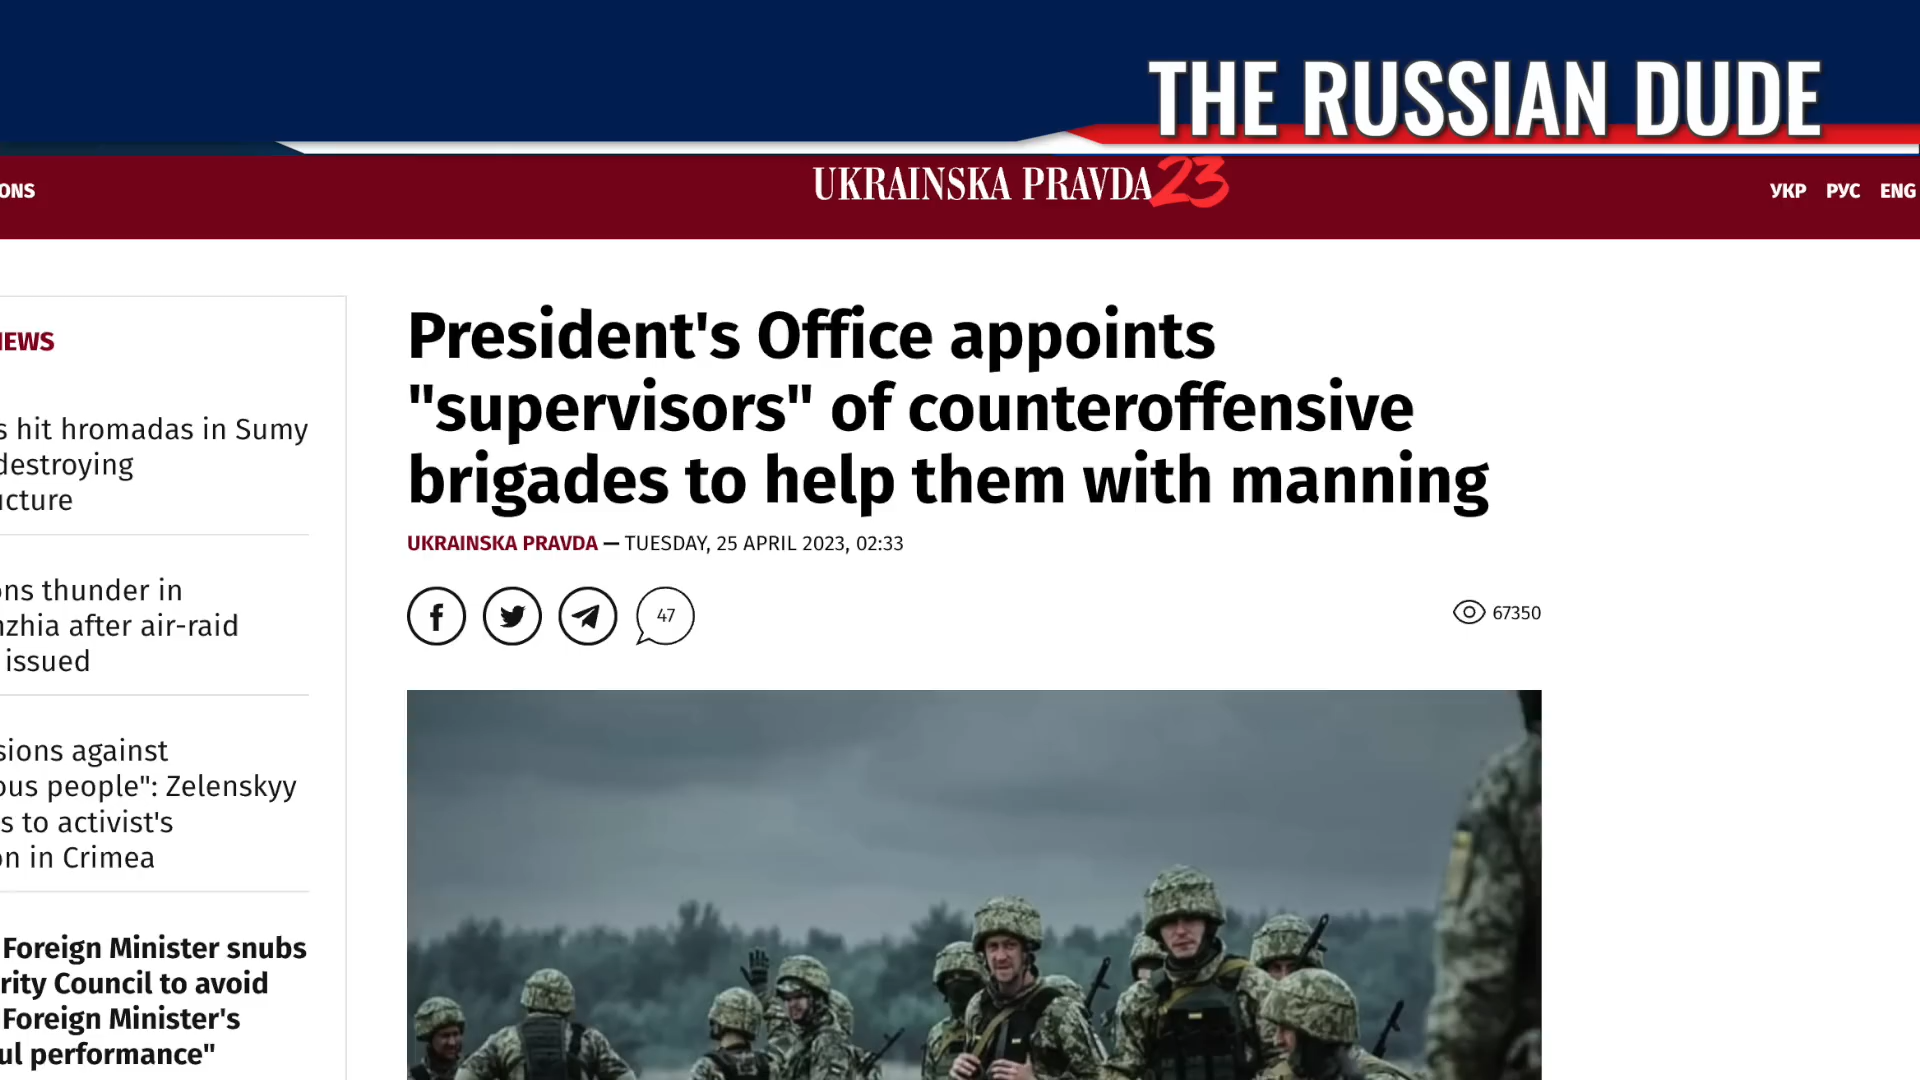 THE RUSSIAN DUDE
ONS
UKRAINSKA PRAVDA 23
УКР РУС ENG
President's Office appoints
"supervisors" of counteroffensive
brigades to help them with manning
UKRAINSKA PRAVDA — TUESDAY, 25 APRIL 2023, 02:33
47
67350
EWS
s hit hromadas in Sumy
destroying
ucture
ons thunder in
nzhia after air-raid
issued
sions against
ous people": Zelenskyy
s to activist's
on in Crimea
Foreign Minister snubs
rity Council to avoid
Foreign Minister's
ul performance"